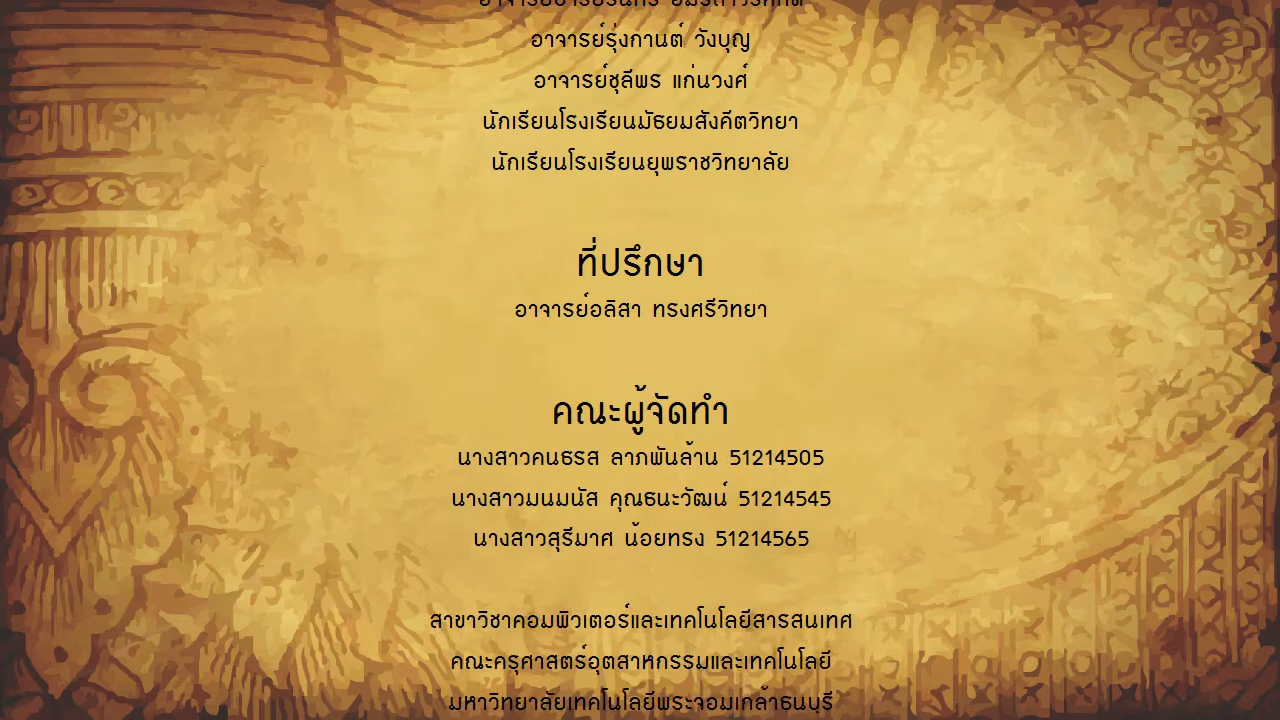 อาจารย์รุ่งกานต์ วังบุญ
อาจารย์ชุลีพร แก่นวงศ์
นักเรียนโรงเรียนมัธยมสังคีตวิทยา
นักเรียนโรงเรียนยุพราชวิทยาลัย
ที่ปรึกษา
อาจารย์อลิสา ทรงศรีวิทยา
คณะผู้จัดทำ
นางสาวคนธรส ลาภพันล้าน 51214505
นางสาวมนมนัส คุณธนะวัฒน์ 51214545
นางสาวสุรีมาศ น้อยทรง 51214565
สาขาวิชาคอมพิวเตอร์และเทคโนโลยีสารสนเทศ
คณะครุศาสตร์อุตสาหกรรมและเทคโนโลยี
มหาวิทยาลัยเทคโนโลยีพระจอมเกล้าธนบุรี